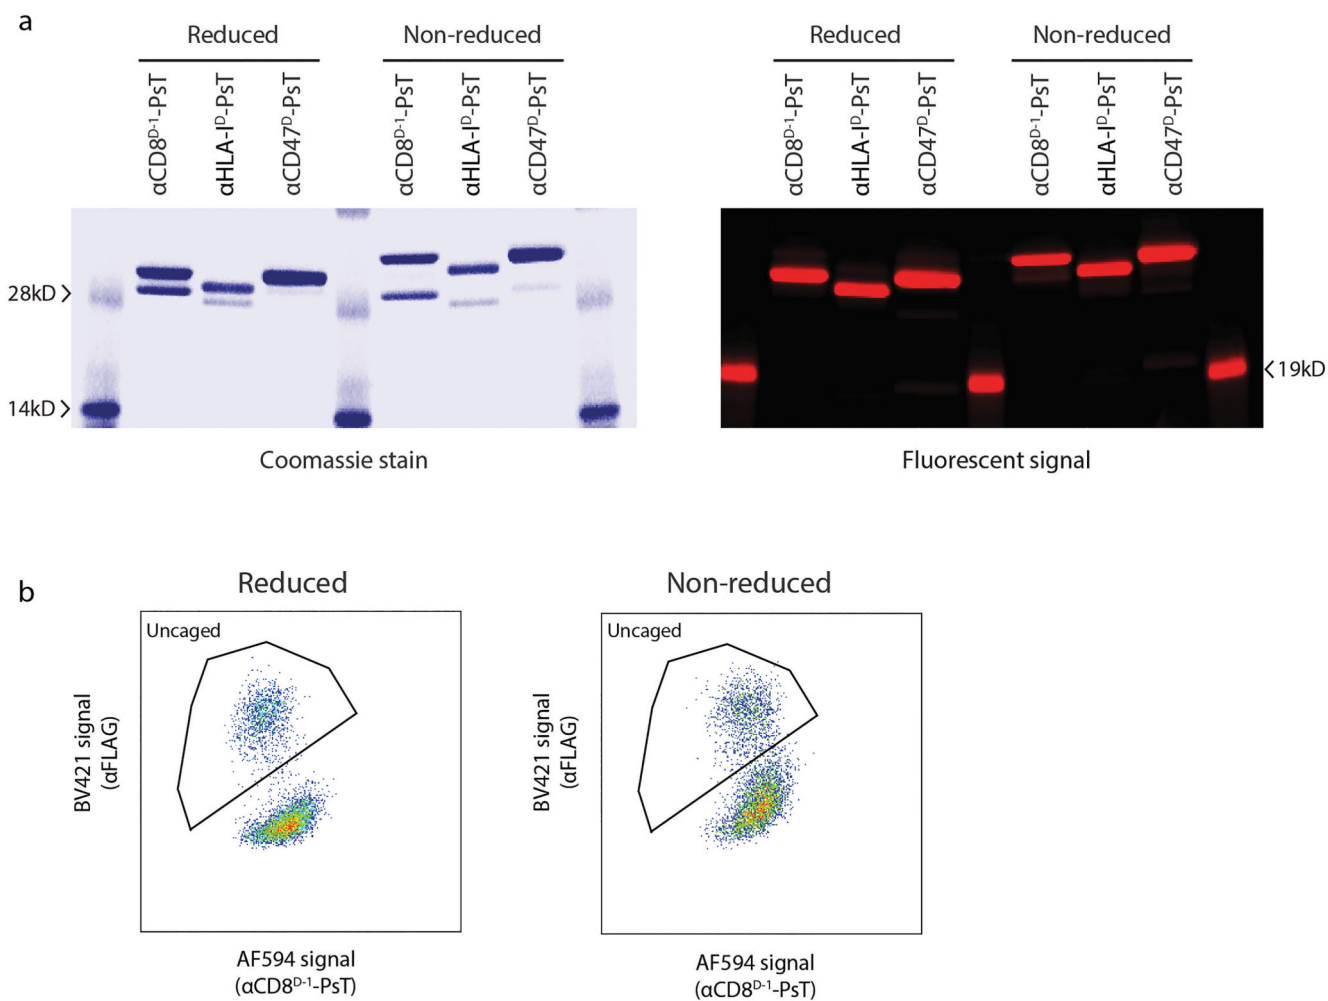 a
Reduced Non-reduced Reduced Non-reduced
αCD8ᴰ⁻¹-PsT αHLA-Iᴰ-PsT αCD47ᴰ-PsT αCD8ᴰ⁻¹-PsT αHLA-Iᴰ-PsT αCD47ᴰ-PsT αCD8ᴰ⁻¹-PsT αHLA-Iᴰ-PsT αCD47ᴰ-PsT αCD8ᴰ⁻¹-PsT αHLA-Iᴰ-PsT αCD47ᴰ-PsT
28kD
19kD
14kD
Coomassie stain Fluorescent signal
b
Reduced Non-reduced
Uncaged Uncaged
BV421 signal
(αFLAG)
BV421 signal
(αFLAG)
AF594 signal
(αCD8ᴰ⁻¹-PsT)
AF594 signal
(αCD8ᴰ⁻¹-PsT)